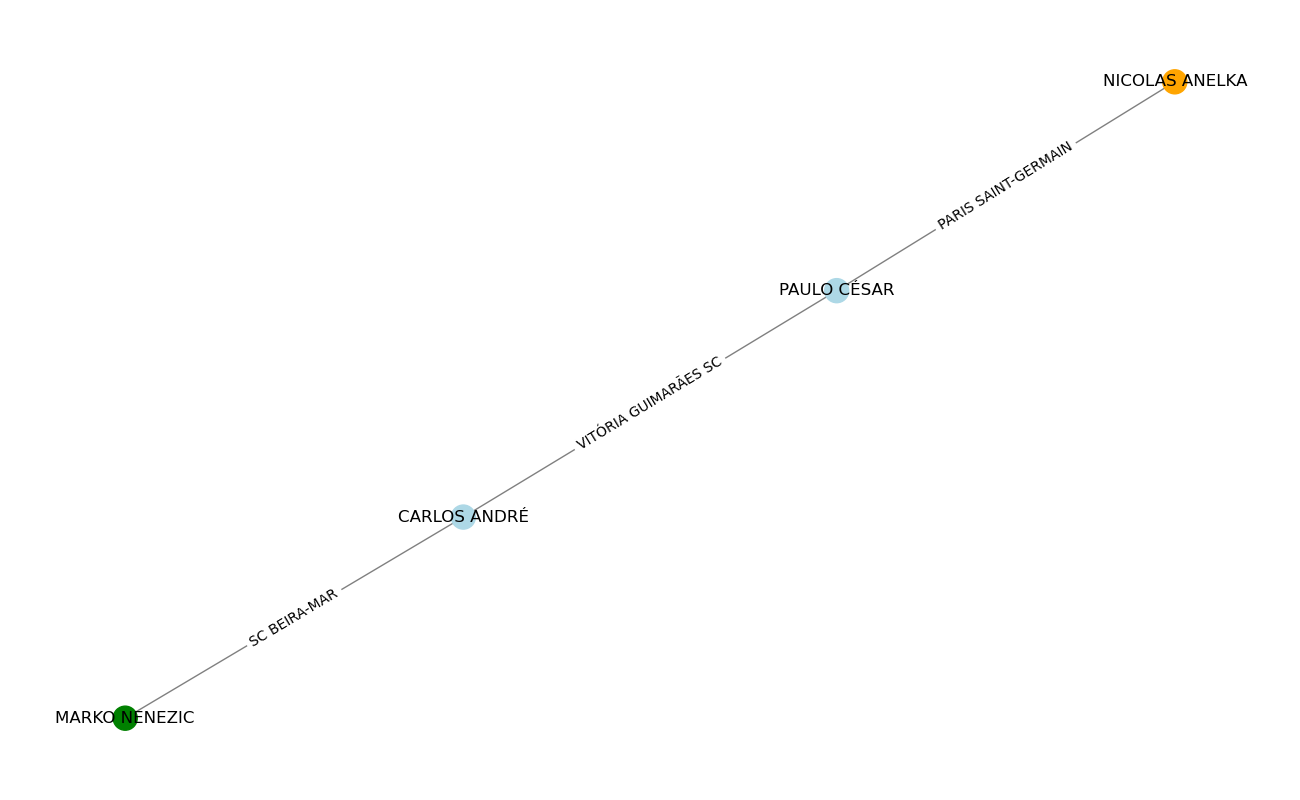 NICOLAS ANELKA
PARIS SAINT-GERMAIN
PAULO CÉSAR
VITÓRIA GUIMARÃES SC
CARLOS ANDRÉ
SC BEIRA-MAR
MARKO NENEZIC